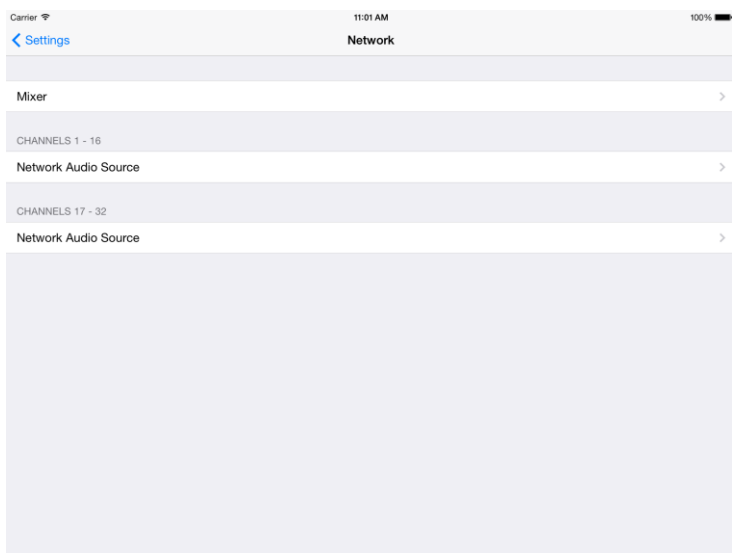 Carrier 11:01 AM 100%
Settings Network
Mixer
CHANNELS 1 - 16
Network Audio Source
CHANNELS 17 - 32
Network Audio Source